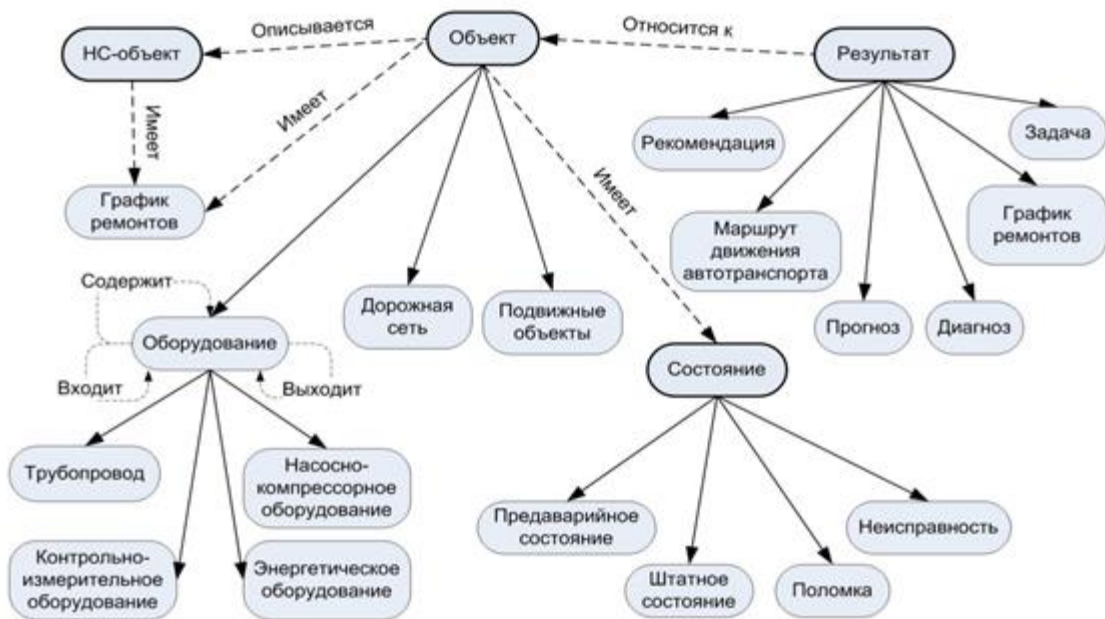 Описывается
Объект
Относится к
НС-объект
Результат
Имеет
Имеет
Рекомендация
Задача
График
ремонтов
Имеет
Маршрут
движения
автотранспорта
График
ремонтов
Содержит
Дорожная
сеть
Подвижные
объекты
Прогноз
Диагноз
Оборудование
Состояние
Входит
Выходит
Трубопровод
Насосно-
компрессорное
оборудование
Предаварийное
состояние
Неисправность
Контрольно-
измерительное
оборудование
Энергетическое
оборудование
Штатное
состояние
Поломка